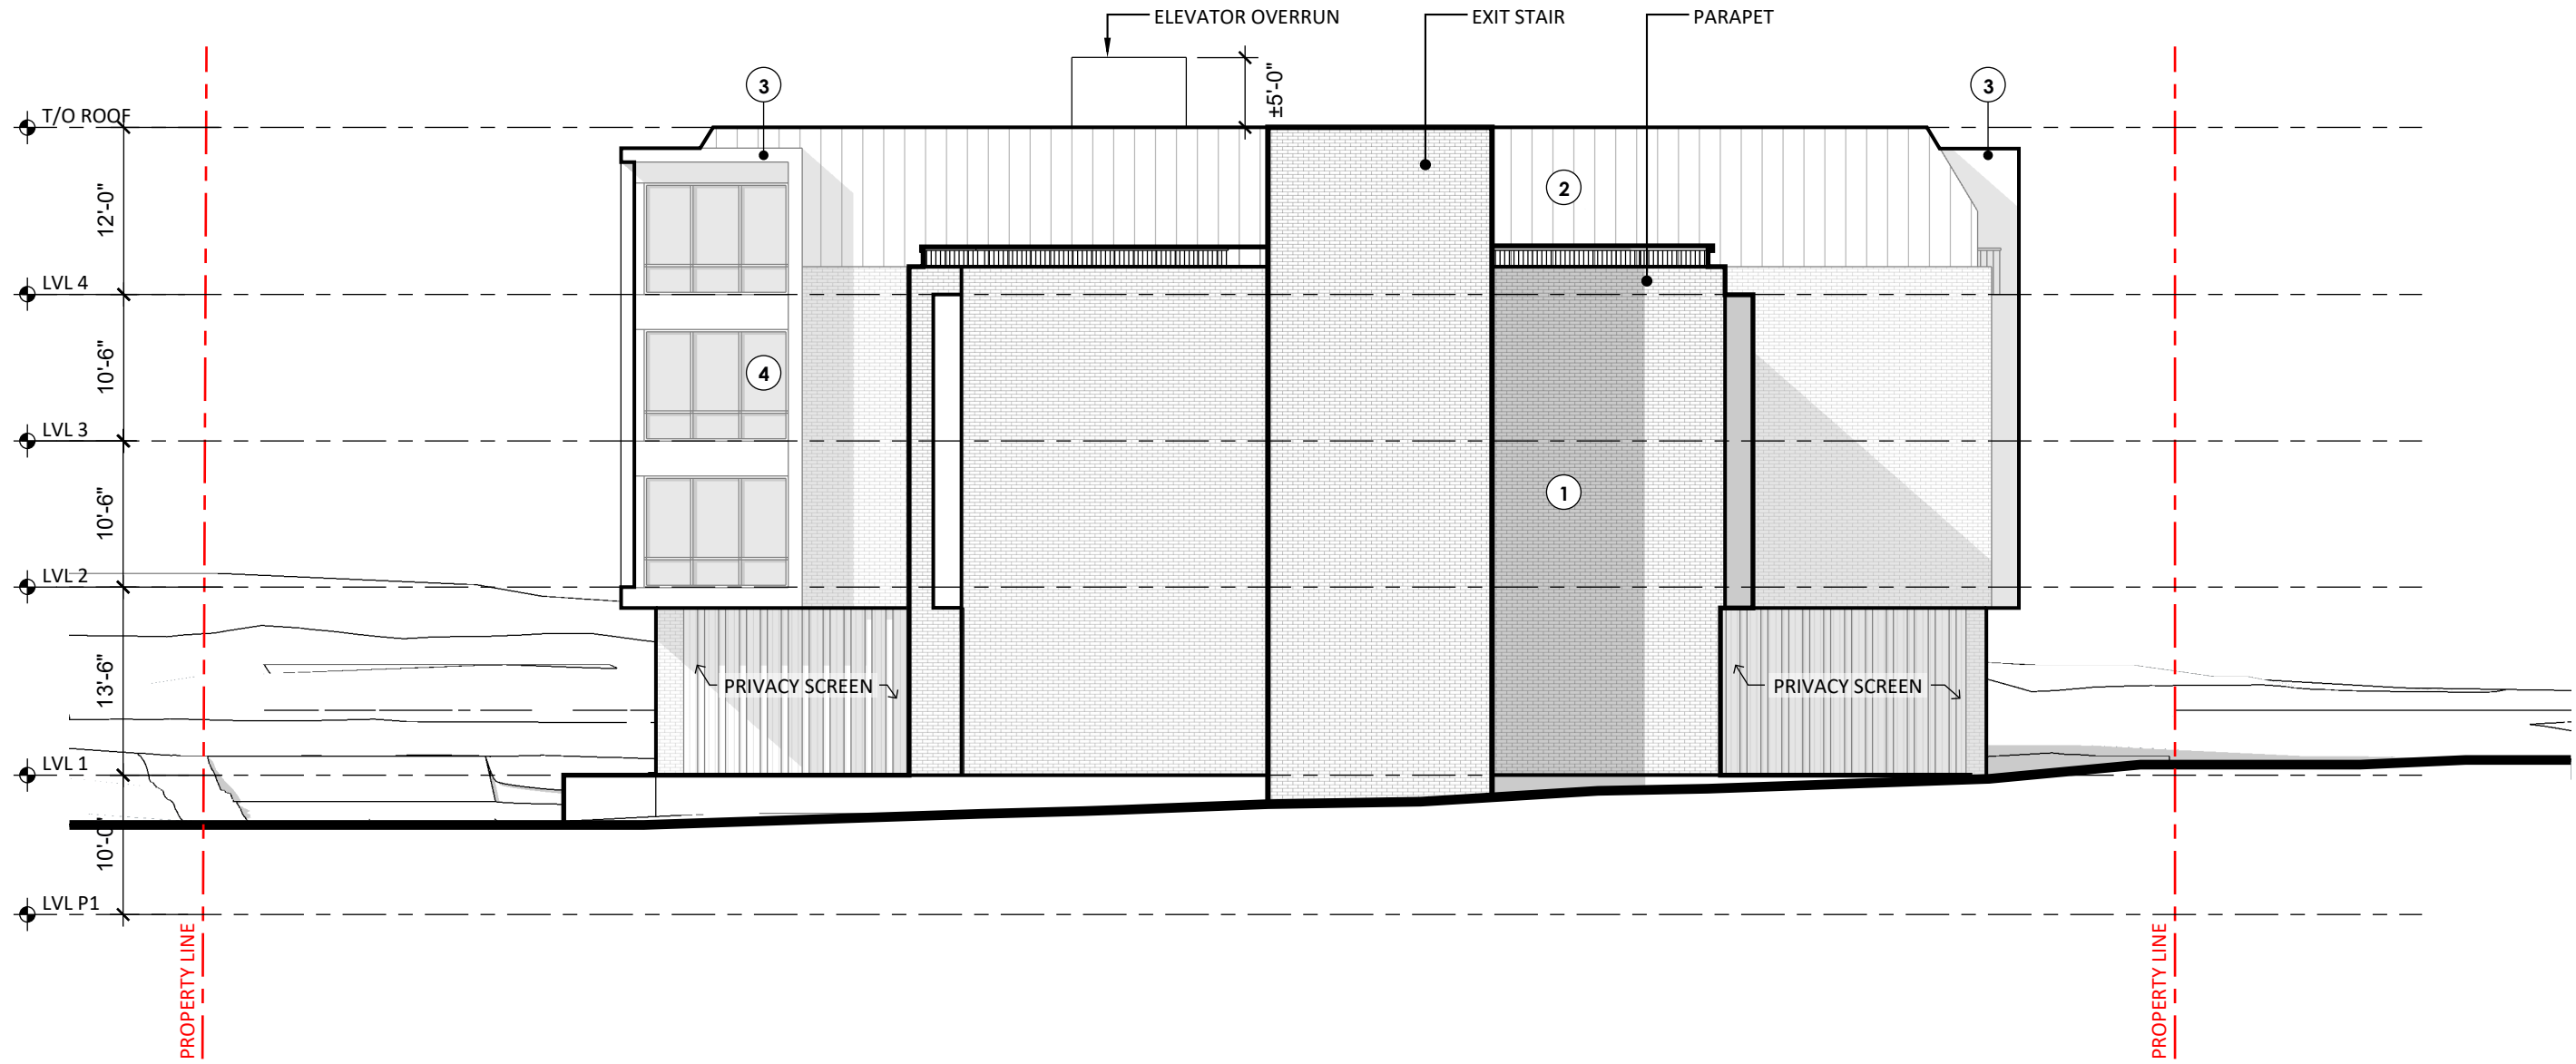 ELEVATOR OVERRUN
EXIT STAIR
PARAPET
±5'-0"
3
3
T/O ROOF
12'-0"
2
LVL 4
10'-6"
4
LVL 3
10'-6"
1
LVL 2
13'-6"
PRIVACY SCREEN
PRIVACY SCREEN
LVL 1
10'-0"
LVL P1
PROPERTY LINE
PROPERTY LINE